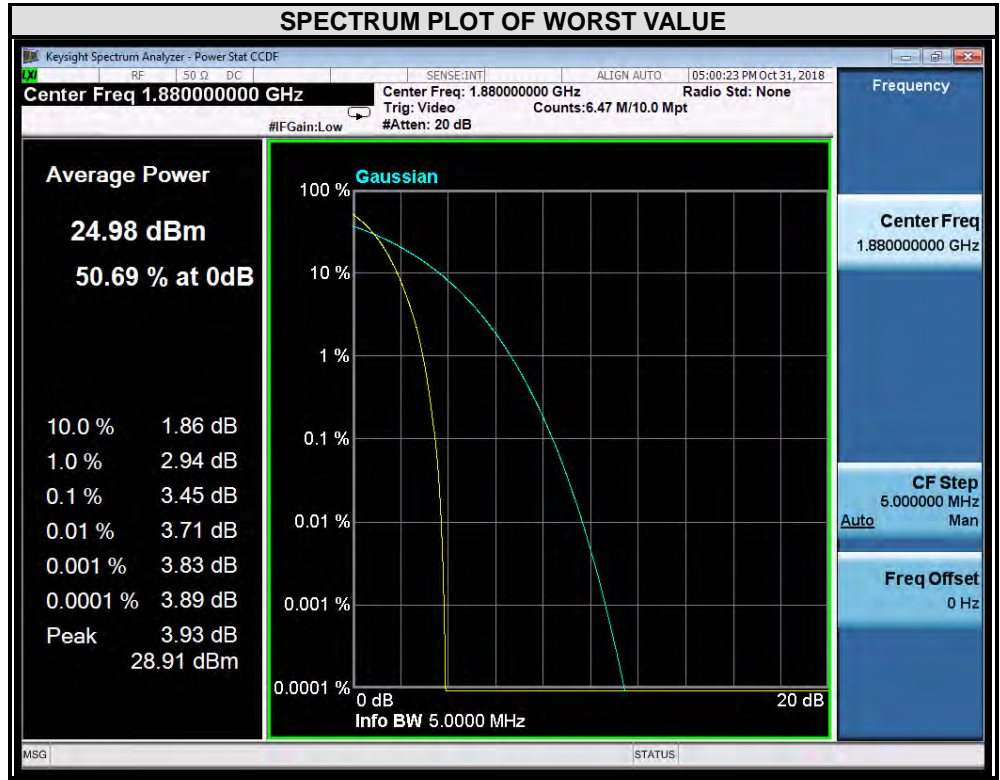 SPECTRUM PLOT OF WORST VALUE
Keysight Spectrum Analyzer - Power Stat CCDF
LXI RF 50 Ω DC SENSE:INT ALIGN AUTO 05:00:23 PM Oct 31, 2018
Center Freq 1.880000000 GHz
Center Freq: 1.880000000 GHz Radio Std: None
Trig: Video Counts:6.47 M/10.0 Mpt
#IFGain:Low #Atten: 20 dB
Frequency
Average Power
24.98 dBm
50.69 % at 0dB
10.0 % 1.86 dB
1.0 % 2.94 dB
0.1 % 3.45 dB
0.01 % 3.71 dB
0.001 % 3.83 dB
0.0001 % 3.89 dB
Peak 3.93 dB
28.91 dBm
Gaussian
100 %
10 %
1 %
0.1 %
0.01 %
0.001 %
0.0001 %
0 dB 20 dB
Info BW 5.0000 MHz
Center Freq
1.880000000 GHz
CF Step
5.000000 MHz
Auto Man
Freq Offset
0 Hz
MSG STATUS